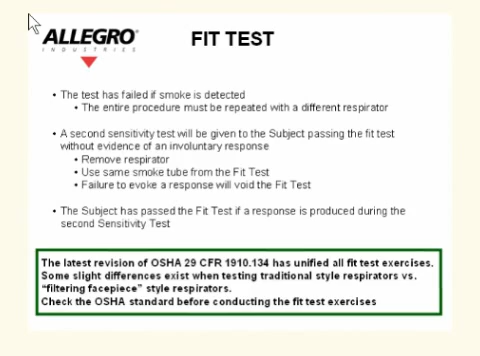 ALLEGRO®
INDUSTRIES
FIT TEST
• The test has failed if smoke is detected
• The entire procedure must be repeated with a different respirator
• A second sensitivity test will be given to the Subject passing the fit test
without evidence of an involuntary response
• Remove respirator
• Use same smoke tube from the Fit Test
• Failure to evoke a response will void the Fit Test
• The Subject has passed the Fit Test if a response is produced during the
second Sensitivity Test
The latest revision of OSHA 29 CFR 1910.134 has unified all fit test exercises.
Some slight differences exist when testing traditional style respirators vs.
"filtering facepiece" style respirators.
Check the OSHA standard before conducting the fit test exercises